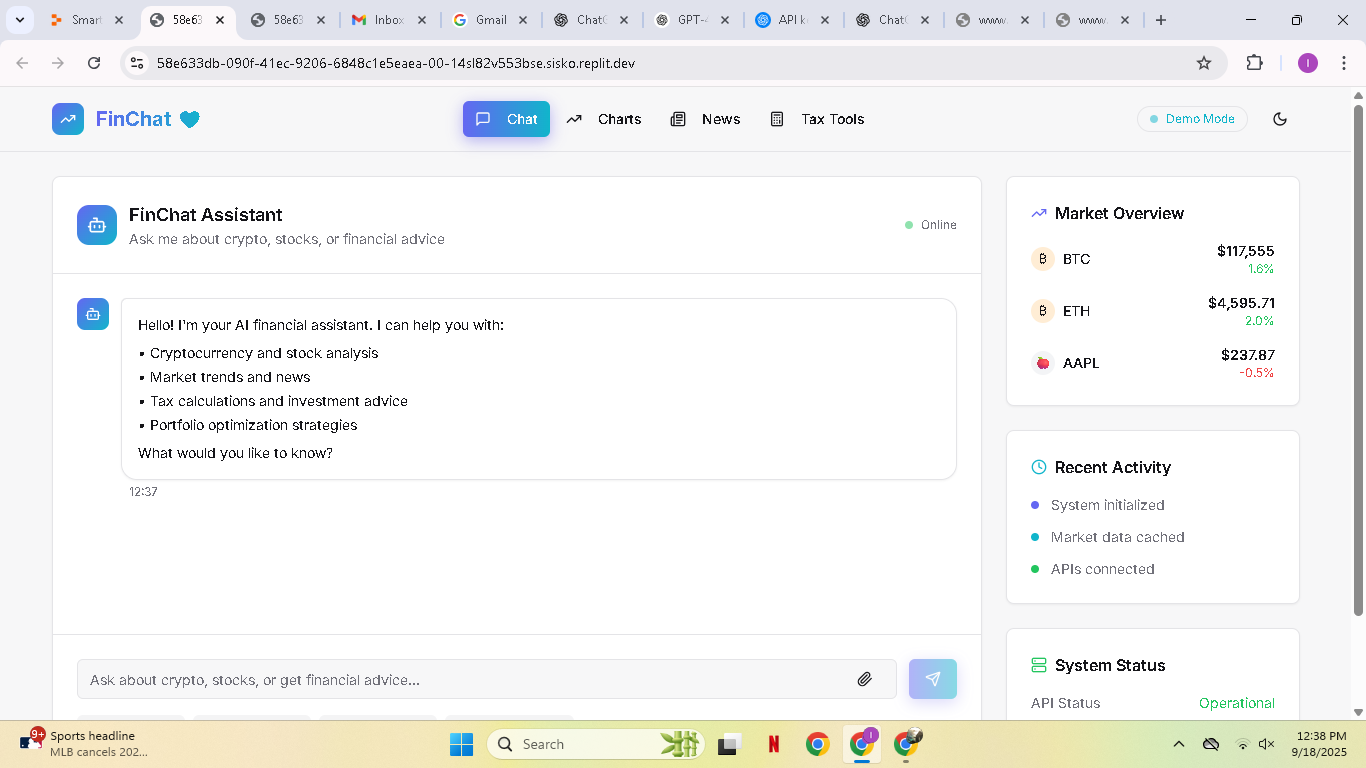 Smart
58e63
58e63
Inbox
Gmail
ChatG
GPT-4
API k
ChatG
www.
www.
58e633db-090f-41ec-9206-6848c1e5eaea-00-14sl82v553bse.sisko.replit.dev
I
FinChat
Chat
Charts
News
Tax Tools
Demo Mode
FinChat Assistant
Ask me about crypto, stocks, or financial advice
Online
Hello! I'm your AI financial assistant. I can help you with:
• Cryptocurrency and stock analysis
• Market trends and news
• Tax calculations and investment advice
• Portfolio optimization strategies
What would you like to know?
12:37
Ask about crypto, stocks, or get financial advice...
Market Overview
BTC
$117,555
1.6%
ETH
$4,595.71
2.0%
AAPL
$237.87
-0.5%
Recent Activity
System initialized
Market data cached
APIs connected
System Status
API Status
Operational
9+
Sports headline
MLB cancels 202...
Search
12:38 PM
9/18/2025